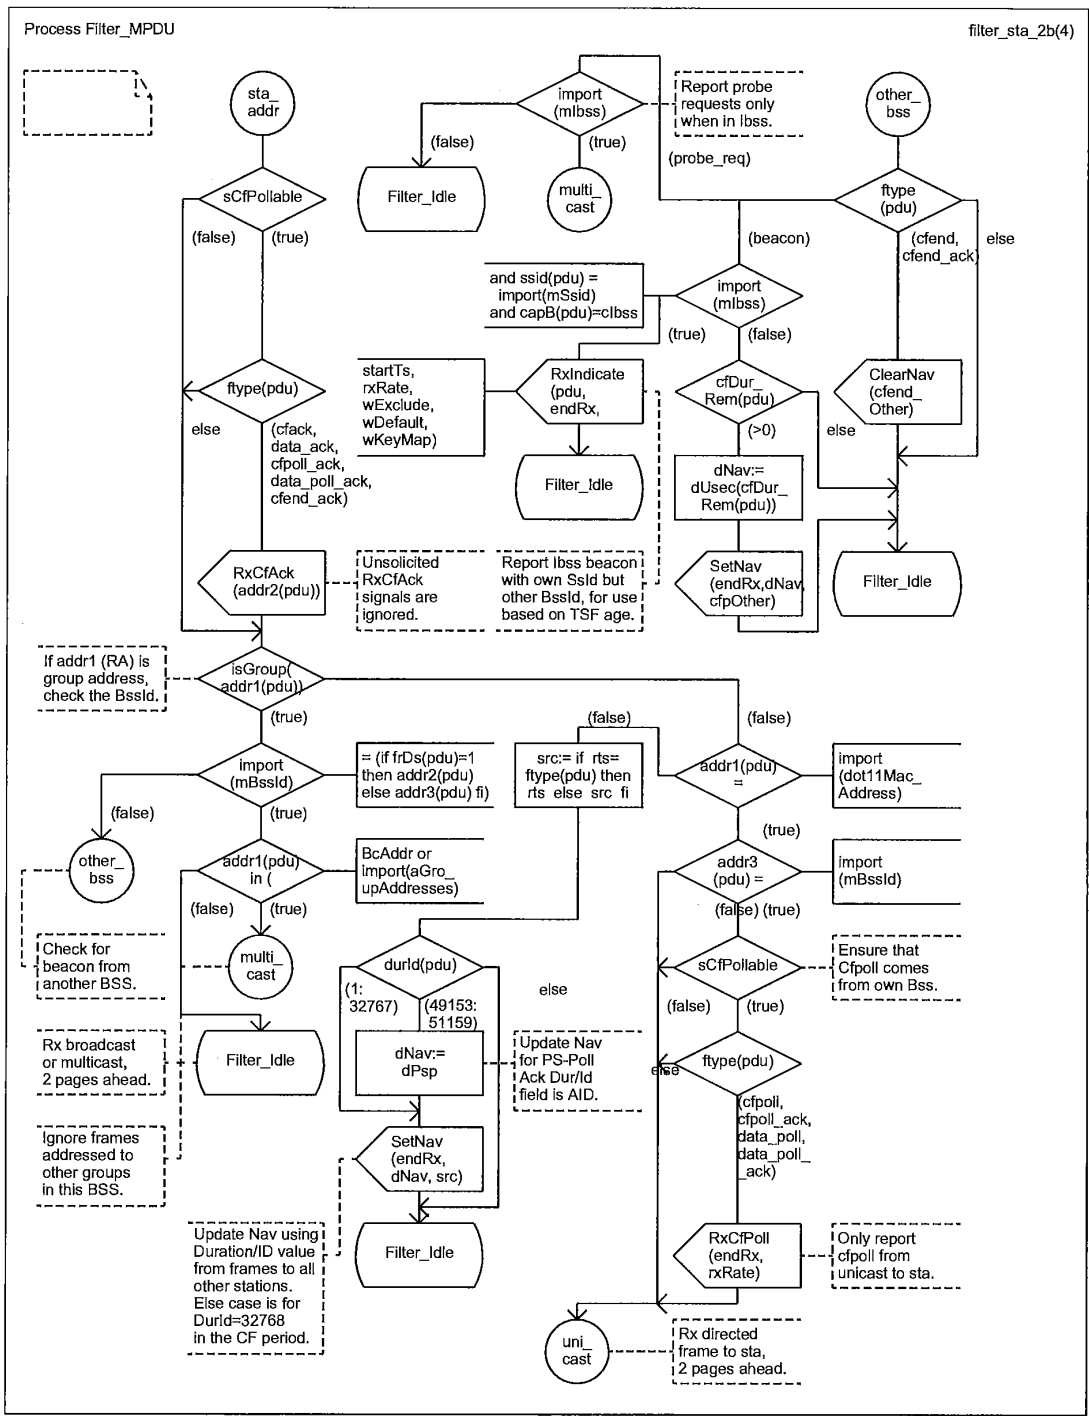 Process Filter_MPDU
filter_sta_2b(4)
sta_
addr
import
(mIbss)
Report probe
requests only
when in Ibss.
other_
bss
(false)
(true)
(probe_req)
sCfPollable
Filter_Idle
multi_
cast
ftype
(pdu)
(false)
(true)
(beacon)
(cfend,
cfend_ack)
else
and ssid(pdu) =
import(mSsid)
and capB(pdu)=cIbss
import
(mIbss)
(true)
(false)
ftype(pdu)
startTs,
rxRate,
wExclude,
wDefault,
wKeyMap)
RxIndicate
(pdu,
endRx,
cfDur_
Rem(pdu)
ClearNav
(cfend_
Other)
else
(cfack,
data_ack,
cfpoll_ack,
data_poll_ack,
cfend_ack)
(>0)
else
Filter_Idle
dNav:=
dUsec(cfDur_
Rem(pdu))
RxCfAck
(addr2(pdu))
Unsolicited
RxCfAck
signals are
ignored.
Report Ibss beacon
with own SsId but
other BssId, for use
based on TSF age.
SetNav
(endRx,dNav,
cfpOther)
Filter_Idle
If addr1 (RA) is
group address,
check the BssId.
isGroup(
addr1(pdu))
(true)
(false)
(false)
import
(mBssId)
= (if frDs(pdu)=1
then addr2(pdu)
else addr3(pdu) fi)
src:= if rts=
ftype(pdu) then
rts else src fi
addr1(pdu)
=
import
(dot11Mac_
Address)
(false)
(true)
(true)
other_
bss
addr1(pdu)
in (
BcAddr or
import(aGro_
upAddresses)
addr3
(pdu) =
import
(mBssId)
(false)
(true)
(false)
(true)
Check for
beacon from
another BSS.
multi_
cast
durId(pdu)
sCfPollable
Ensure that
Cfpoll comes
from own Bss.
(1:
32767)
(49153:
51159)
else
(false)
(true)
Rx broadcast
or multicast,
2 pages ahead.
Filter_Idle
dNav:=
dPsp
Update Nav
for PS-Poll
Ack Dur/Id
field is AID.
else
ftype(pdu)
(cfpoll,
cfpoll_ack,
data_poll,
data_poll_
_ack)
Ignore frames
addressed to
other groups
in this BSS.
SetNav
(endRx,
dNav, src)
Update Nav using
Duration/ID value
from frames to all
other stations.
Else case is for
DurId=32768
in the CF period.
Filter_Idle
RxCfPoll
(endRx,
rxRate)
Only report
cfpoll from
unicast to sta.
uni_
cast
Rx directed
frame to sta,
2 pages ahead.